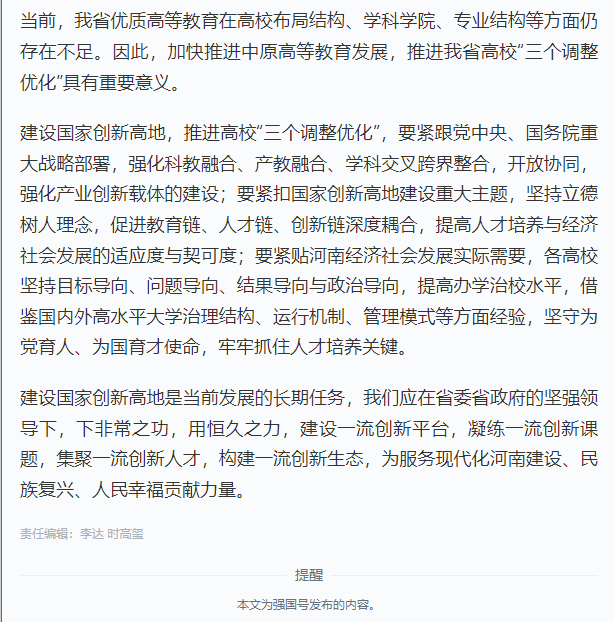 当前，我省优质高等教育在高校布局结构、学科学院、专业结构等方面仍
存在不足。因此，加快推进中原高等教育发展，推进我省高校“三个调整
优化”具有重要意义。
建设国家创新高地，推进高校“三个调整优化”，要紧跟党中央、国务院重
大战略部署，强化科教融合、产教融合、学科交叉跨界整合，开放协同，
强化产业创新载体的建设；要紧扣国家创新高地建设重大主题，坚持立德
树人理念，促进教育链、人才链、创新链深度耦合，提高人才培养与经济
社会发展的适应度与契可度；要紧贴河南经济社会发展实际需要，各高校
坚持目标导向、问题导向、结果导向与政治导向，提高办学治校水平，借
鉴国内外高水平大学治理结构、运行机制、管理模式等方面经验，坚守为
党育人、为国育才使命，牢牢抓住人才培养关键。
建设国家创新高地是当前发展的长期任务，我们应在省委省政府的坚强领
导下，下非常之功，用恒久之力，建设一流创新平台，凝练一流创新课
题，集聚一流创新人才，构建一流创新生态，为服务现代化河南建设、民
族复兴、人民幸福贡献力量。
责任编辑：李达 时高玺
提醒
本文为强国号发布的内容。